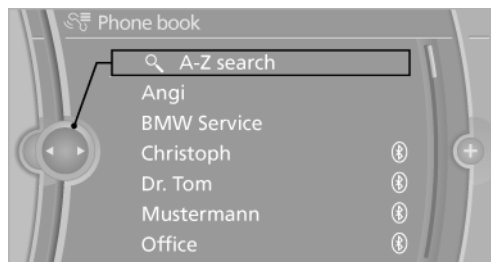 Phone book
A-Z search
Angi
BMW Service
Christoph
Dr. Tom
Mustermann
Office